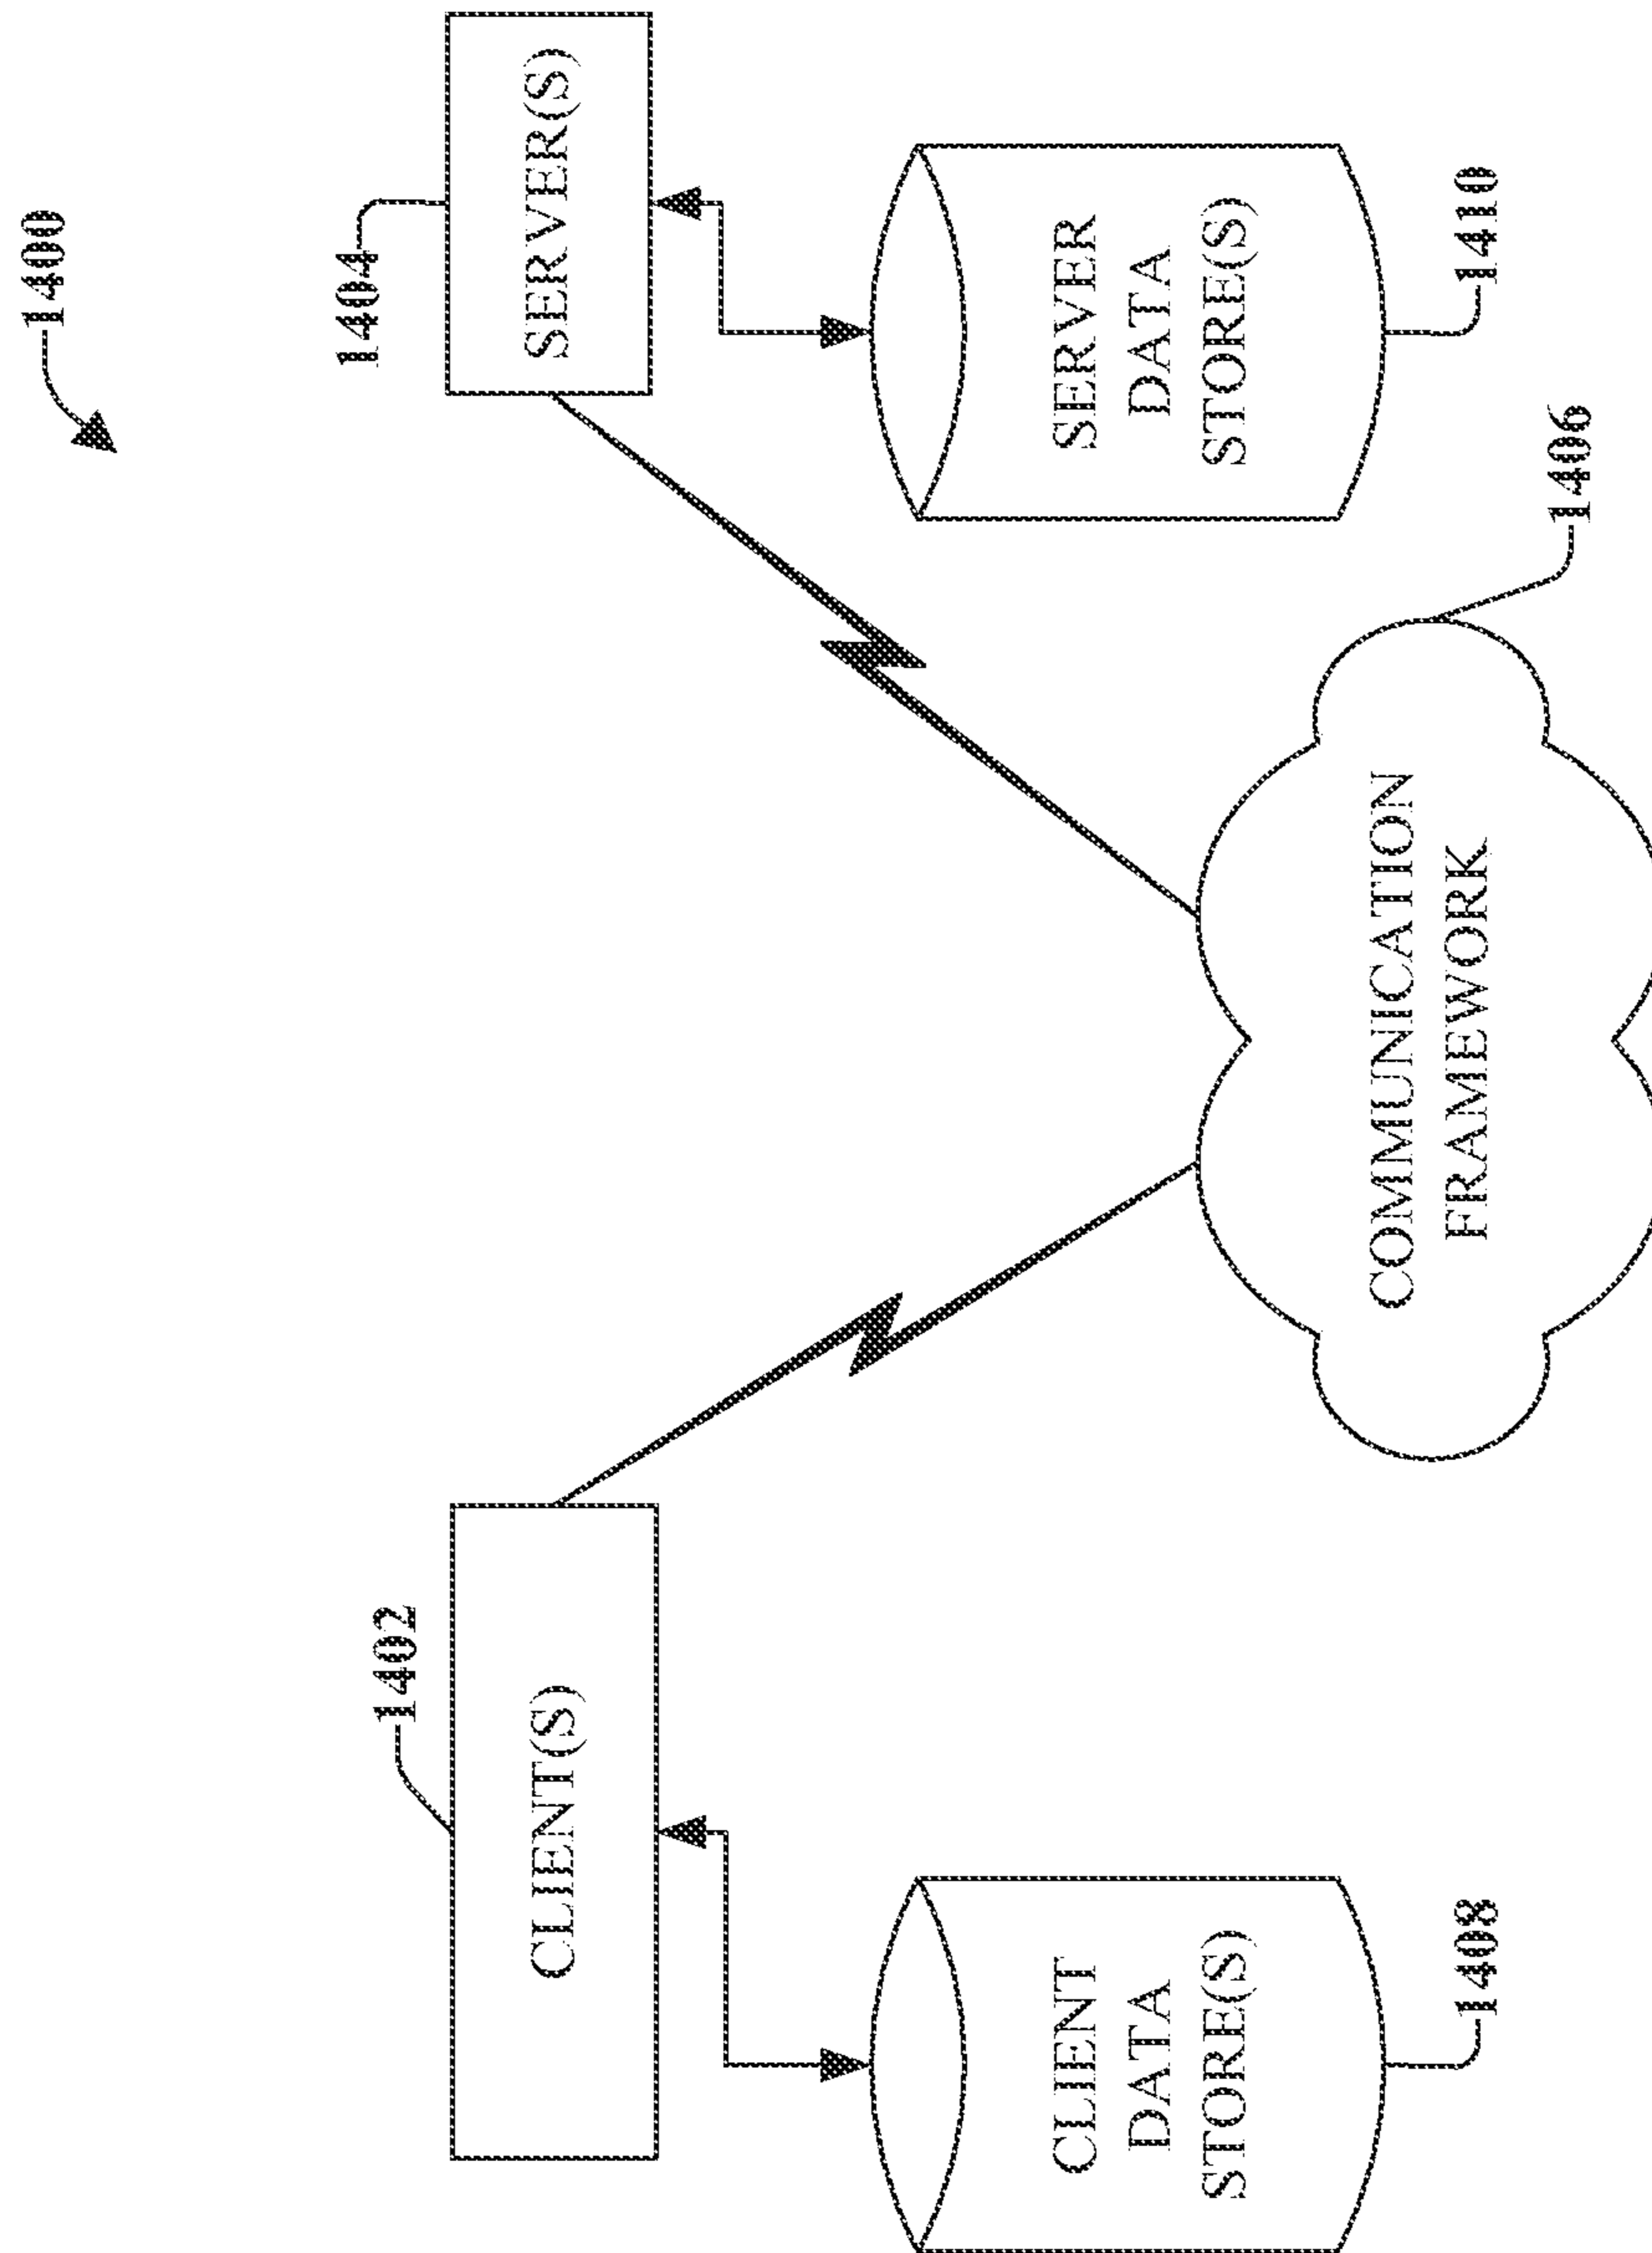 1400
1402
1404
CLIENT(S)
SERVER(S)
CLIENT
DATA
STORE(S)
SERVER
DATA
STORE(S)
COMMUNICATION
FRAMEWORK
1408
1410
1406